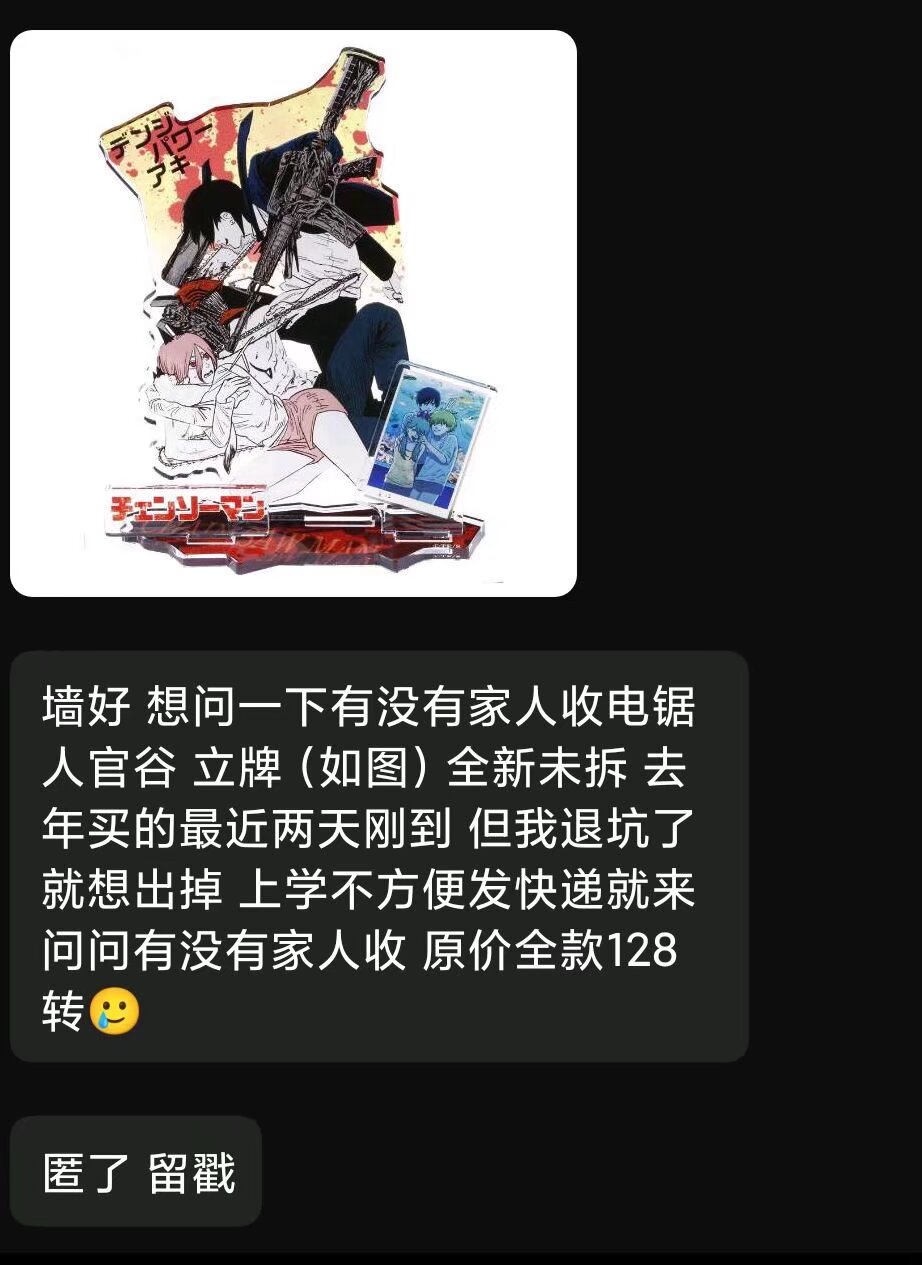 デンジ
パワー
アキ
チェンソーマン
墙好 想问一下有没有家人收电锯
人官谷 立牌（如图）全新未拆 去
年买的最近两天刚到 但我退坑了
就想出掉 上学不方便发快递就来
问问有没有家人收 原价全款128
转🥲
匿了 留戳